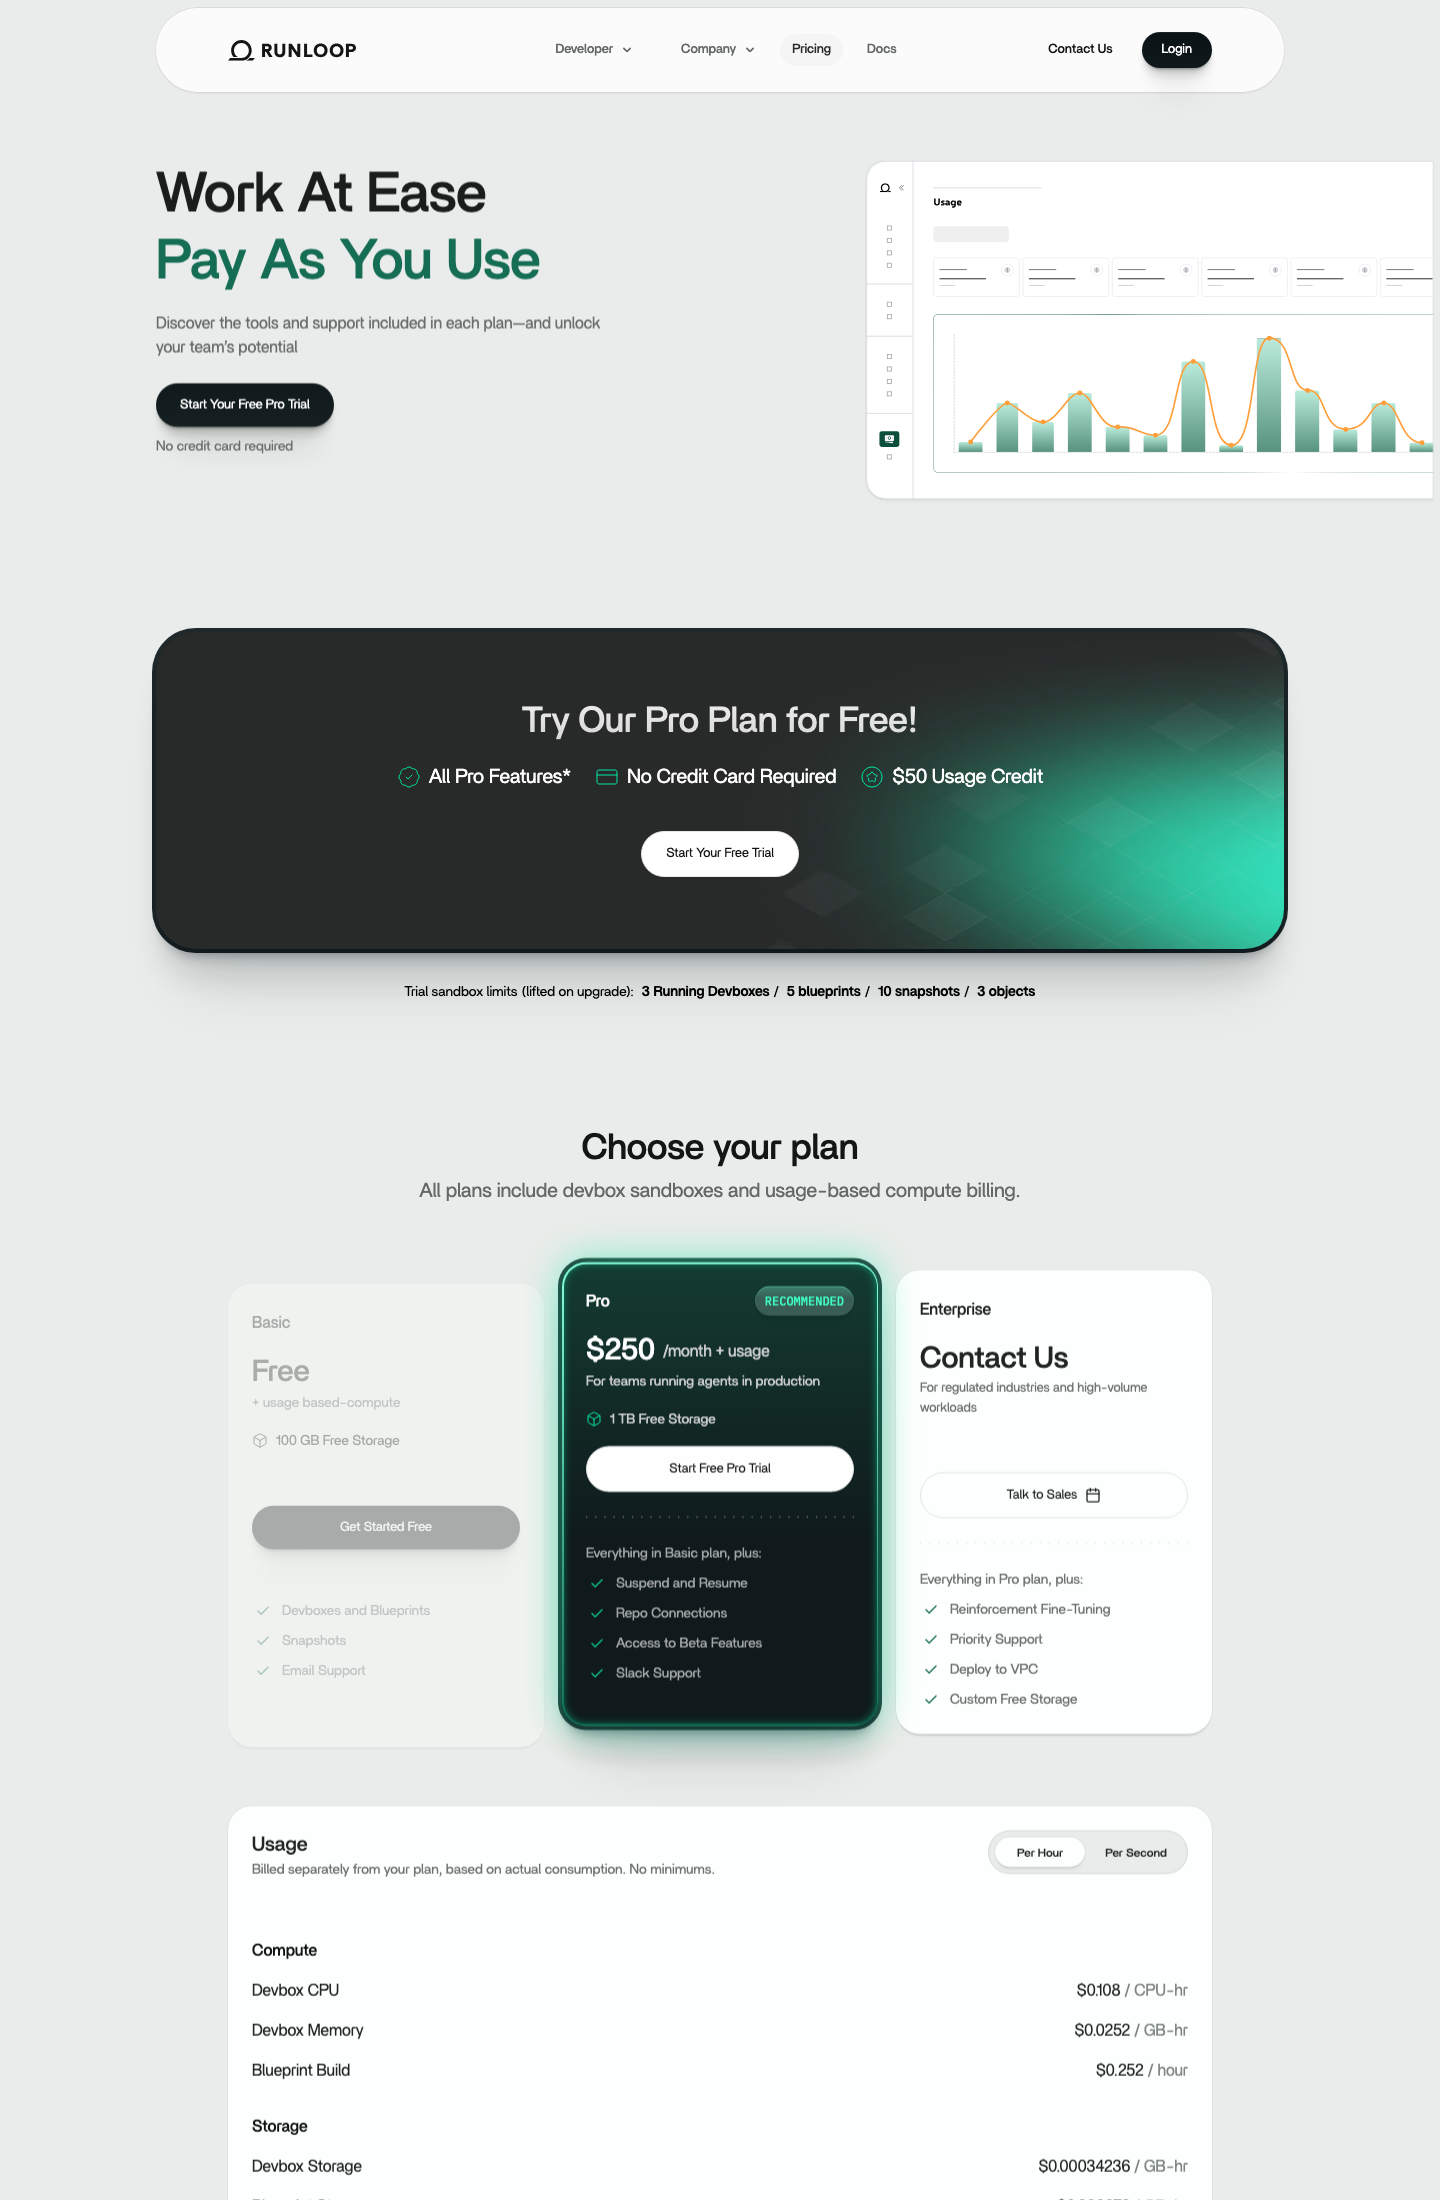 RUNLOOP
Developer
Company
Pricing
Docs
Contact Us
Login
Work At Ease
Pay As You Use
Discover the tools and support included in each plan—and unlock
your team's potential
Start Your Free Pro Trial
No credit card required
Usage
Try Our Pro Plan for Free!
All Pro Features*
No Credit Card Required
$50 Usage Credit
Start Your Free Trial
Trial sandbox limits (lifted on upgrade): 3 Running Devboxes / 5 blueprints / 10 snapshots / 3 objects
Choose your plan
All plans include devbox sandboxes and usage-based compute billing.
Basic
Free
+ usage based-compute
100 GB Free Storage
Get Started Free
Devboxes and Blueprints
Snapshots
Email Support
Pro
RECOMMENDED
$250 /month + usage
For teams running agents in production
1 TB Free Storage
Start Free Pro Trial
Everything in Basic plan, plus:
Suspend and Resume
Repo Connections
Access to Beta Features
Slack Support
Enterprise
Contact Us
For regulated industries and high-volume
workloads
Talk to Sales
Everything in Pro plan, plus:
Reinforcement Fine-Tuning
Priority Support
Deploy to VPC
Custom Free Storage
Usage
Billed separately from your plan, based on actual consumption. No minimums.
Per Hour
Per Second
Compute
Devbox CPU
$0.108 / CPU-hr
Devbox Memory
$0.0252 / GB-hr
Blueprint Build
$0.252 / hour
Storage
Devbox Storage
$0.00034236 / GB-hr